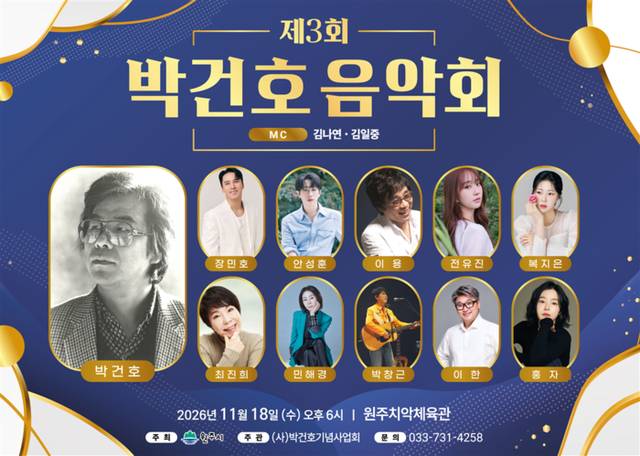 제3회
박건호 음악회
MC 김나연 · 김일중
장민호 안성훈 이용 전유진 복지은
박건호
최진희 민해경 박창근 이한 홍자
2026년 11월 18일 (수) 오후 6시 | 원주치악체육관
주최 원주시 주관 (사)박건호기념사업회 문의 033-731-4258